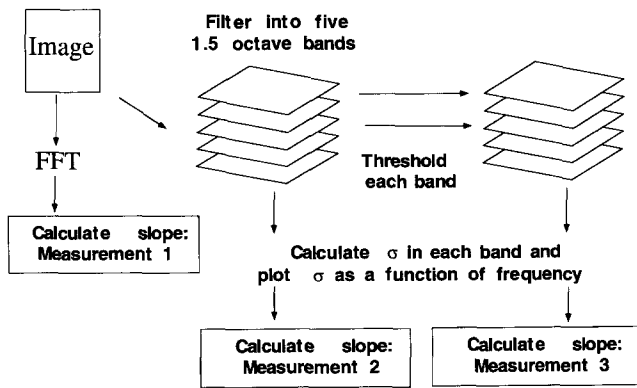 Image
Filter into five
1.5 octave bands
FFT
Threshold
each band
Calculate slope:
Measurement 1
Calculate σ in each band and
plot σ as a function of frequency
Calculate slope:
Measurement 2
Calculate slope:
Measurement 3